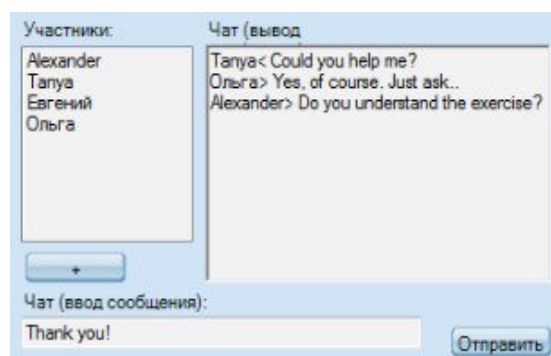 Участники:
Alexander
Tanya
Евгений
Ольга
+
Чат (вывод
Tanya< Could you help me?
Ольга> Yes, of course. Just ask..
Alexander> Do you understand the exercise?
Чат (ввод сообщения):
Thank you!
Отправить